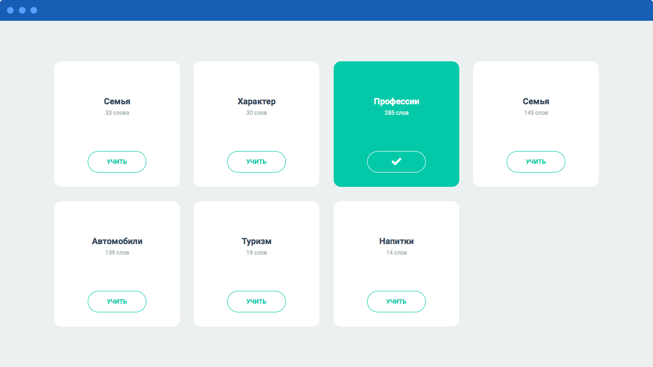 Семья
33 слова
УЧИТЬ
Характер
30 слов
УЧИТЬ
Профессии
285 слов
Семья
145 слов
УЧИТЬ
Автомобили
139 слов
УЧИТЬ
Туризм
19 слов
УЧИТЬ
Напитки
14 слов
УЧИТЬ